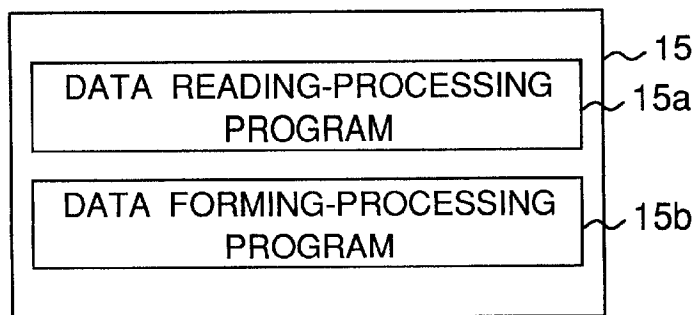 15
DATA READING-PROCESSING
PROGRAM
15a
DATA FORMING-PROCESSING
PROGRAM
15b